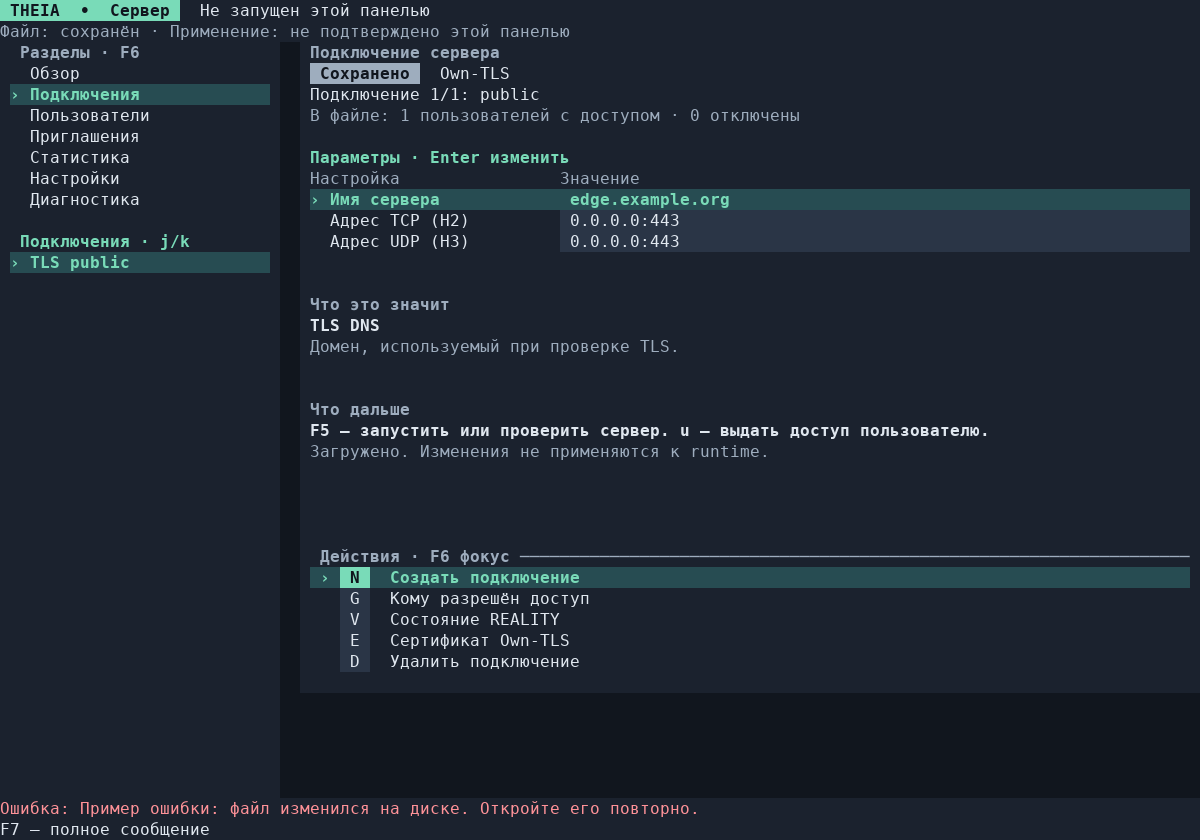 THEIA • Сервер Не запущен этой панелью
Файл: сохранён · Применение: не подтверждено этой панелью
Разделы · F6
Обзор
› Подключения
Пользователи
Приглашения
Статистика
Настройки
Диагностика
Подключения · j/k
› TLS public
Подключение сервера
Сохранено Own-TLS
Подключение 1/1: public
В файле: 1 пользователей с доступом · 0 отключены
Параметры · Enter изменить
Настройка Значение
› Имя сервера edge.example.org
Адрес TCP (H2) 0.0.0.0:443
Адрес UDP (H3) 0.0.0.0:443
Что это значит
TLS DNS
Домен, используемый при проверке TLS.
Что дальше
F5 — запустить или проверить сервер. u — выдать доступ пользователю.
Загружено. Изменения не применяются к runtime.
Действия · F6 фокус
› N Создать подключение
G Кому разрешён доступ
V Состояние REALITY
E Сертификат Own-TLS
D Удалить подключение
Ошибка: Пример ошибки: файл изменился на диске. Откройте его повторно.
F7 — полное сообщение